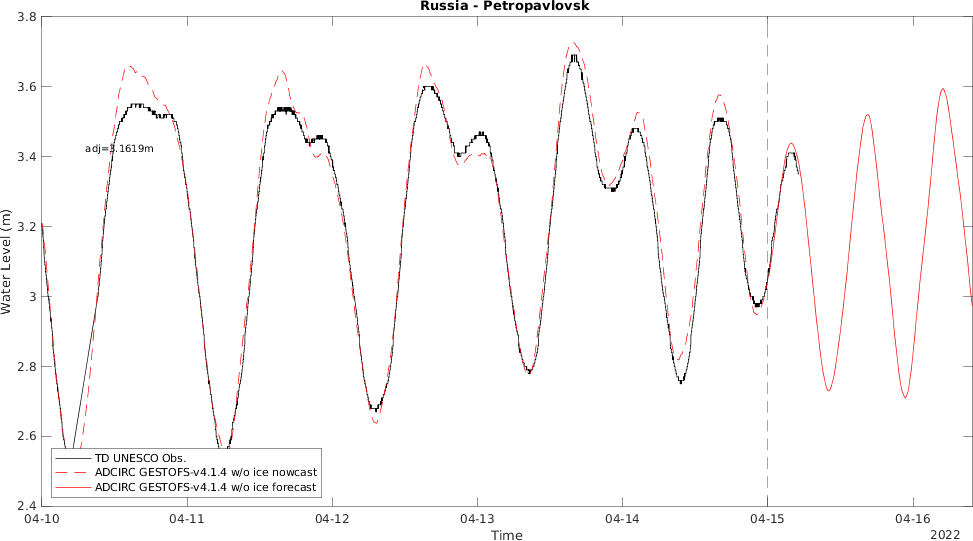 Russia - Petropavlovsk
3.8
3.6
3.4
3.2
3
2.8
2.6
2.4
Water Level (m)
adj=3.1619m
TD UNESCO Obs.
ADCIRC GESTOFS-v4.1.4 w/o ice nowcast
ADCIRC GESTOFS-v4.1.4 w/o ice forecast
04-10 04-11 04-12 04-13 04-14 04-15 04-16
Time
2022